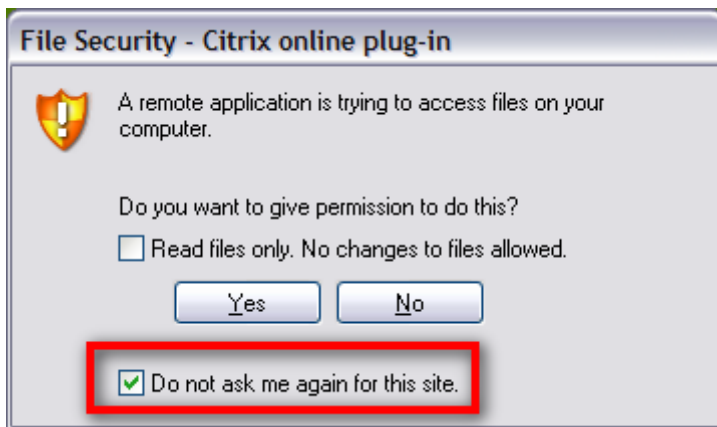 File Security - Citrix online plug-in
A remote application is trying to access files on your
computer.
Do you want to give permission to do this?
Read files only. No changes to files allowed.
Yes No
Do not ask me again for this site.